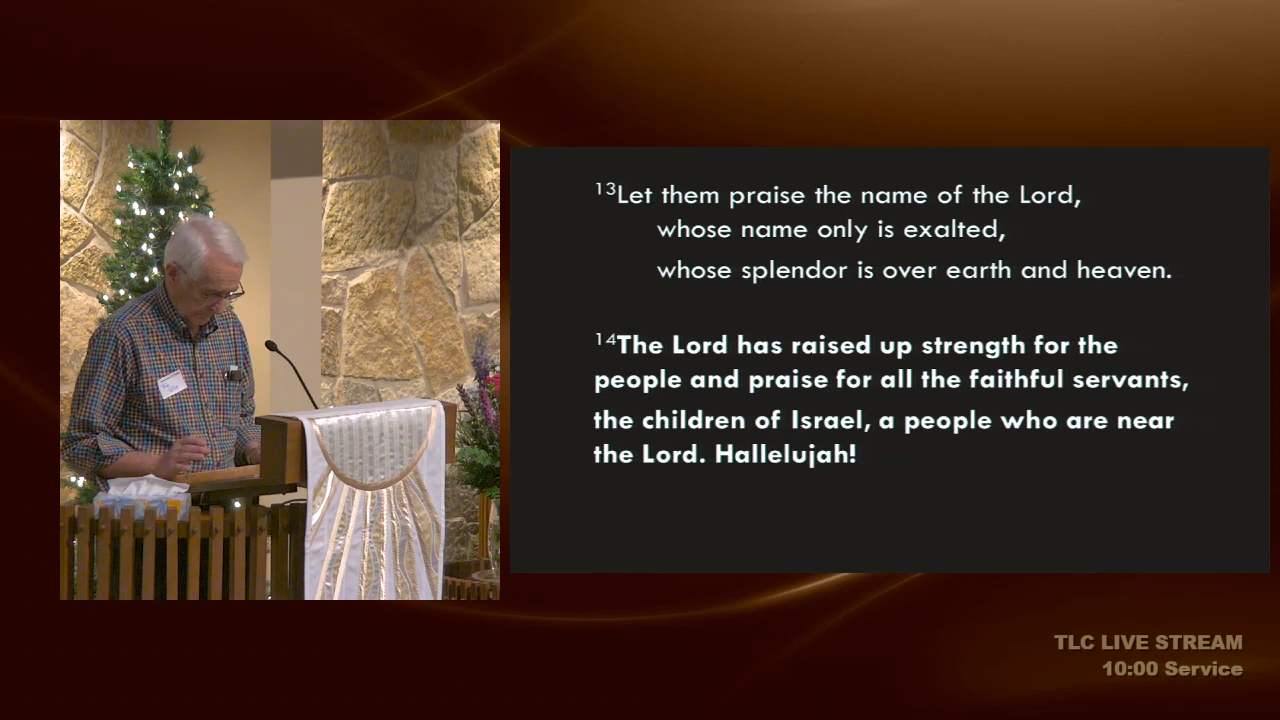 13Let them praise the name of the Lord,
whose name only is exalted,
whose splendor is over earth and heaven.
14The Lord has raised up strength for the
people and praise for all the faithful servants,
the children of Israel, a people who are near
the Lord. Hallelujah!
TLC LIVE STREAM
10:00 Service